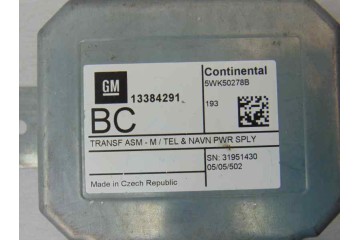 GM
13384291
BC
Continental
5WK50278B
193
TRANSF ASM - M / TEL & NAVN PWR SPLY
SN: 31951430
05/05/502
Made in Czech Republic